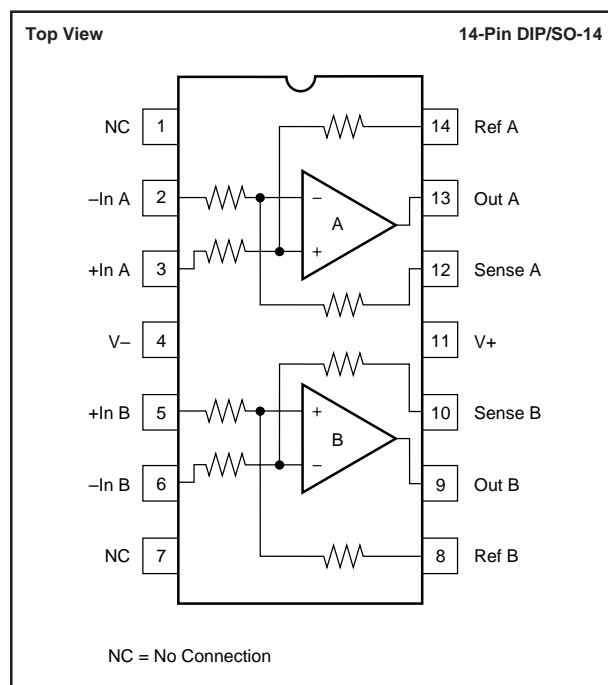 Top View 14-Pin DIP/SO-14
NC 1 14 Ref A
–In A 2 – 13 Out A
A
+In A 3 + 12 Sense A
V– 4 11 V+
+In B 5 + 10 Sense B
B
–In B 6 – 9 Out B
NC 7 8 Ref B
NC = No Connection